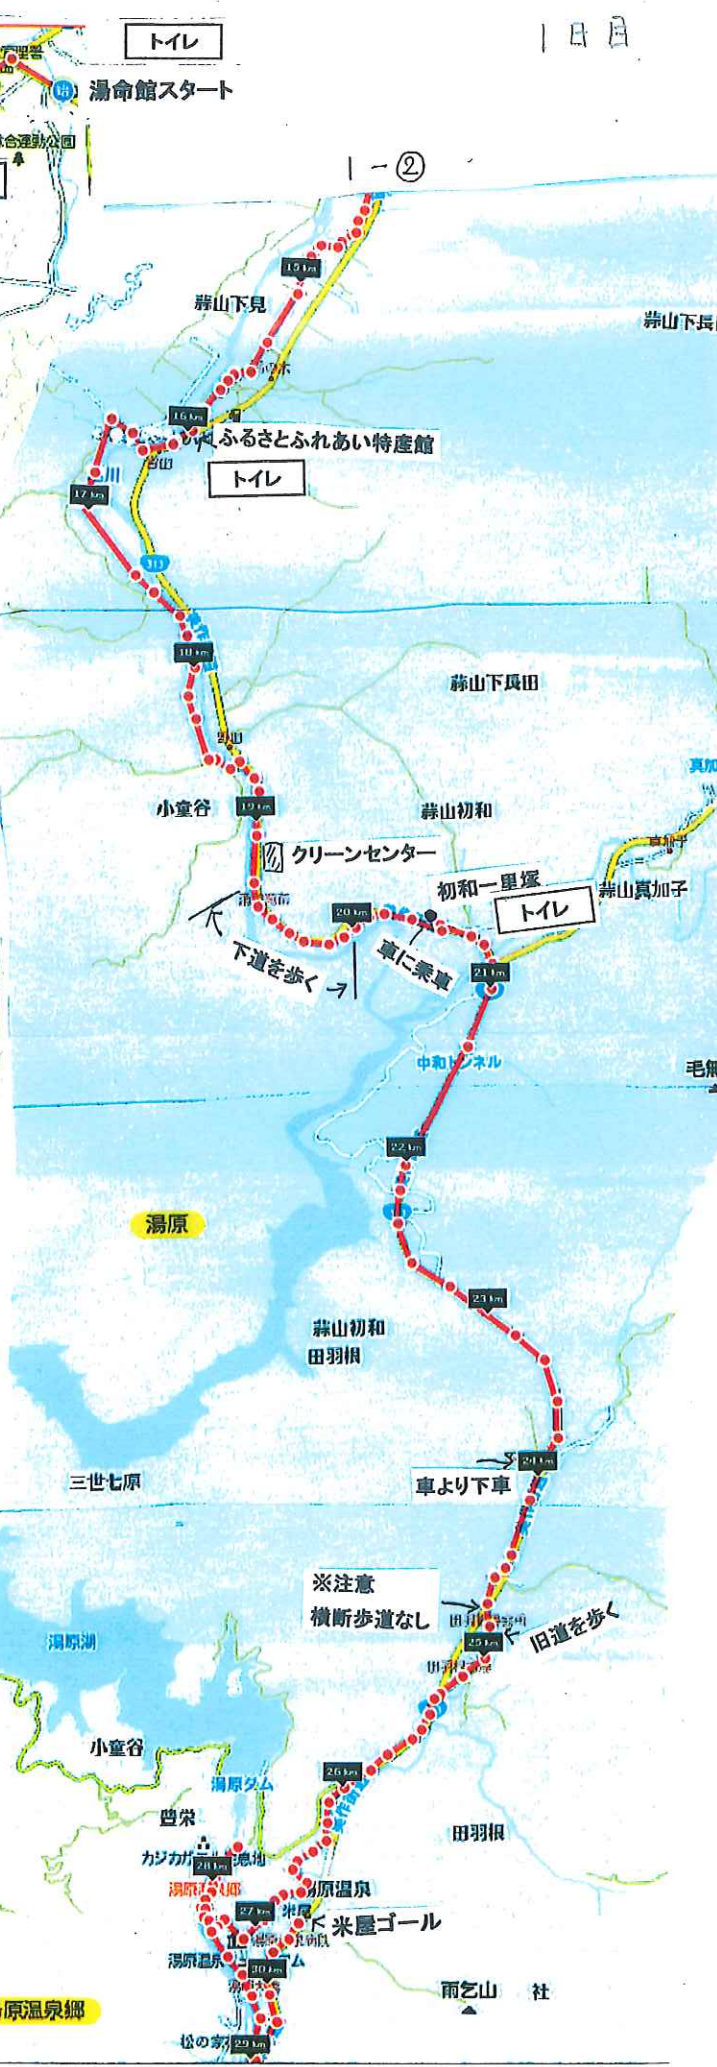 トイレ
1日目
始
湯命館スタート
合運動公園
1-②
15km
蒜山下見
蒜山下長
16km
ふるさとふれあい特産館
トイレ
17km
313
18km
蒜山下長田
小童谷
19km
蒜山初和
クリーンセンター
初和一里塚
トイレ
蒜山真加子
20km
下道を歩く
車に乗車
21km
中和トンネル
毛無
22km
湯原
23km
蒜山初和
田羽根
24km
三世七原
車より下車
※注意
横断歩道なし
旧道を歩く
25km
湯原湖
小童谷
26km
湯原ダム
豊栄
田羽根
28km
湯原温泉
27km
米屋ゴール
30km
雨乞山
社
原温泉郷
松の家
29km